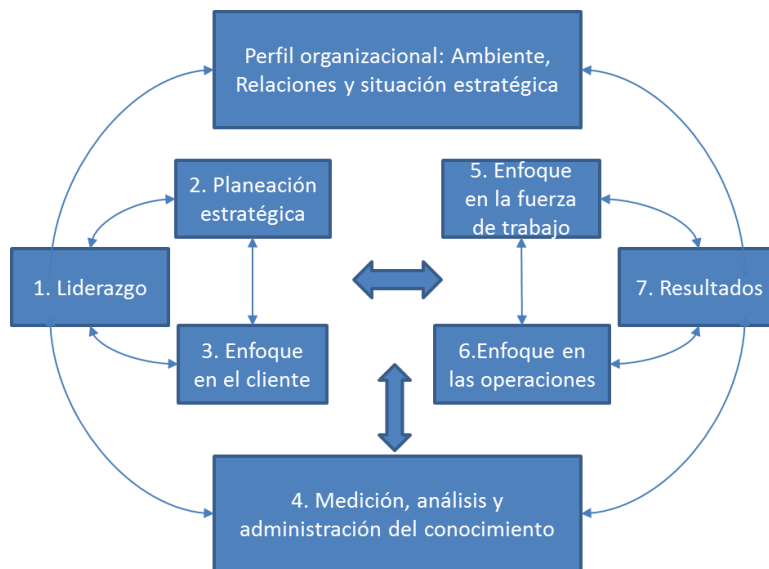 Perfil organizacional: Ambiente,
Relaciones y situación estratégica
2. Planeación
estratégica
5. Enfoque
en la fuerza
de trabajo
1. Liderazgo
7. Resultados
3. Enfoque
en el cliente
6.Enfoque en
las operaciones
4. Medición, análisis y
administración del conocimiento